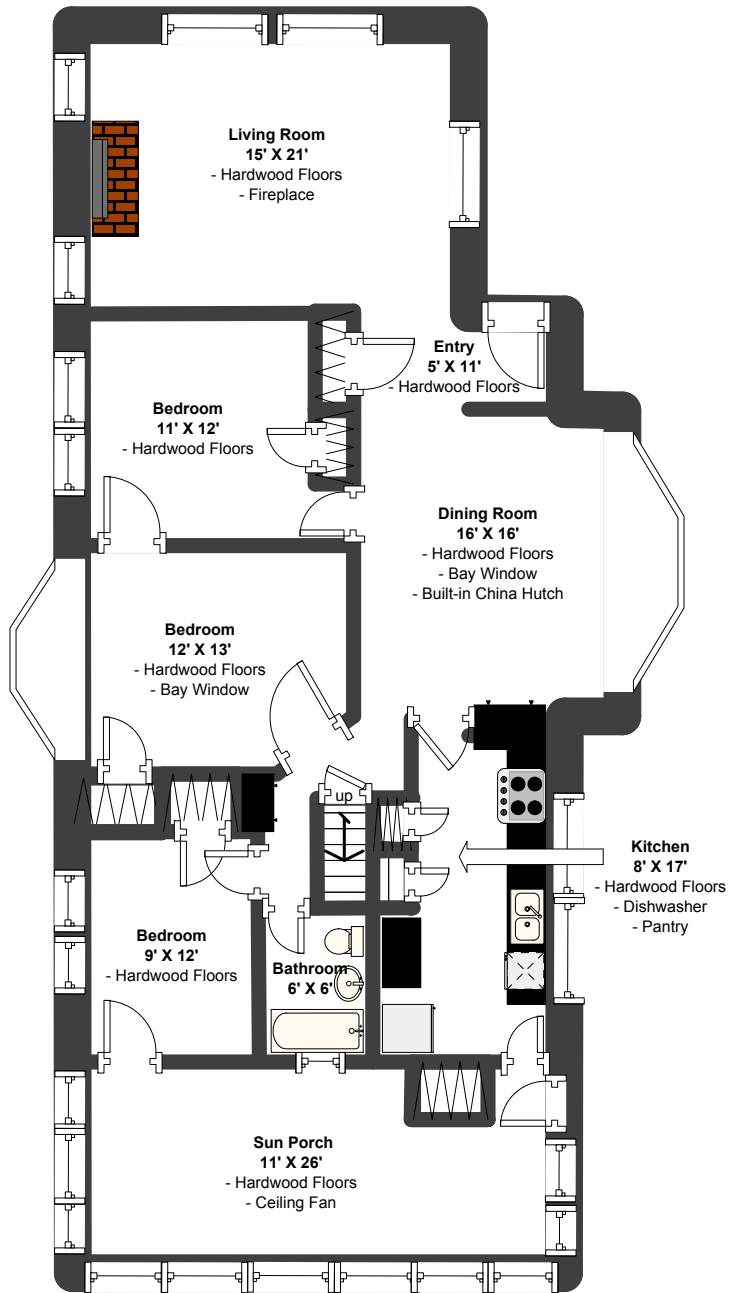 Living Room
15' X 21'
- Hardwood Floors
- Fireplace
Entry
5' X 11'
- Hardwood Floors
Bedroom
11' X 12'
- Hardwood Floors
Dining Room
16' X 16'
- Hardwood Floors
- Bay Window
- Built-in China Hutch
Bedroom
12' X 13'
- Hardwood Floors
- Bay Window
up
Kitchen
8' X 17'
- Hardwood Floors
- Dishwasher
- Pantry
Bedroom
9' X 12'
- Hardwood Floors
Bathroom
6' X 6'
Sun Porch
11' X 26'
- Hardwood Floors
- Ceiling Fan